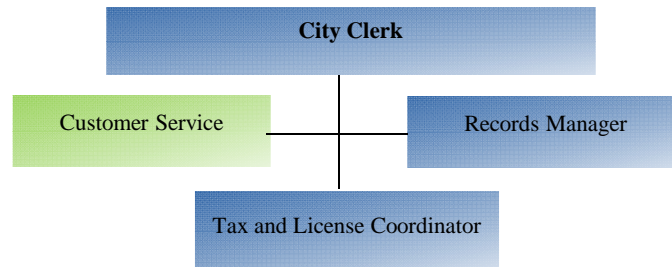 City Clerk
Customer Service
Records Manager
Tax and License Coordinator